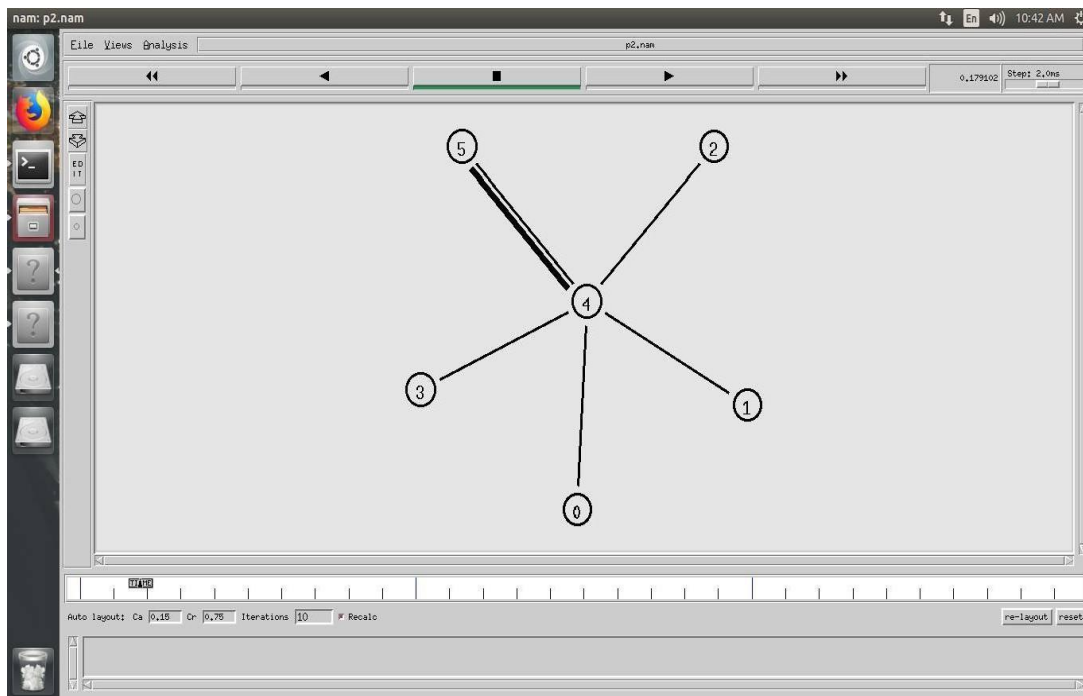 nam: p2.nam
En
10:42 AM
File Views Analysis
p2.nam
0.179102
Step: 2.0ms
ED
IT
5
2
4
3
1
0
TIME
Auto layout: Ca 0.15 Cr 0.75 Iterations 10 Recalc
re-layout reset